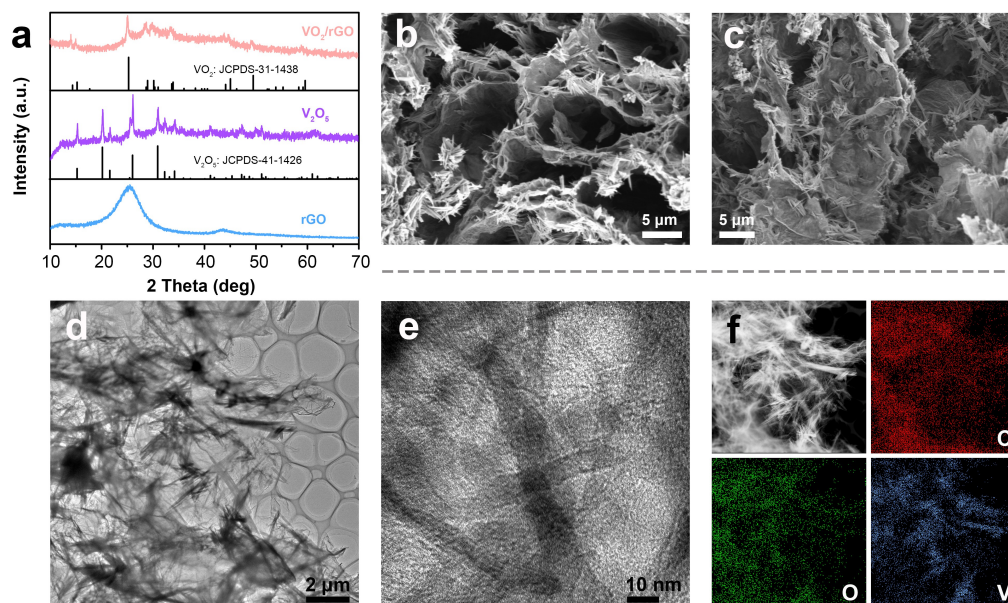 a
Intensity (a.u.)
VO₂/rGO
VO₂: JCPDS-31-1438
V₂O₅
V₂O₅: JCPDS-41-1426
rGO
10 20 30 40 50 60 70
2 Theta (deg)
b
5 μm
c
5 μm
d
2 μm
e
10 nm
f
O